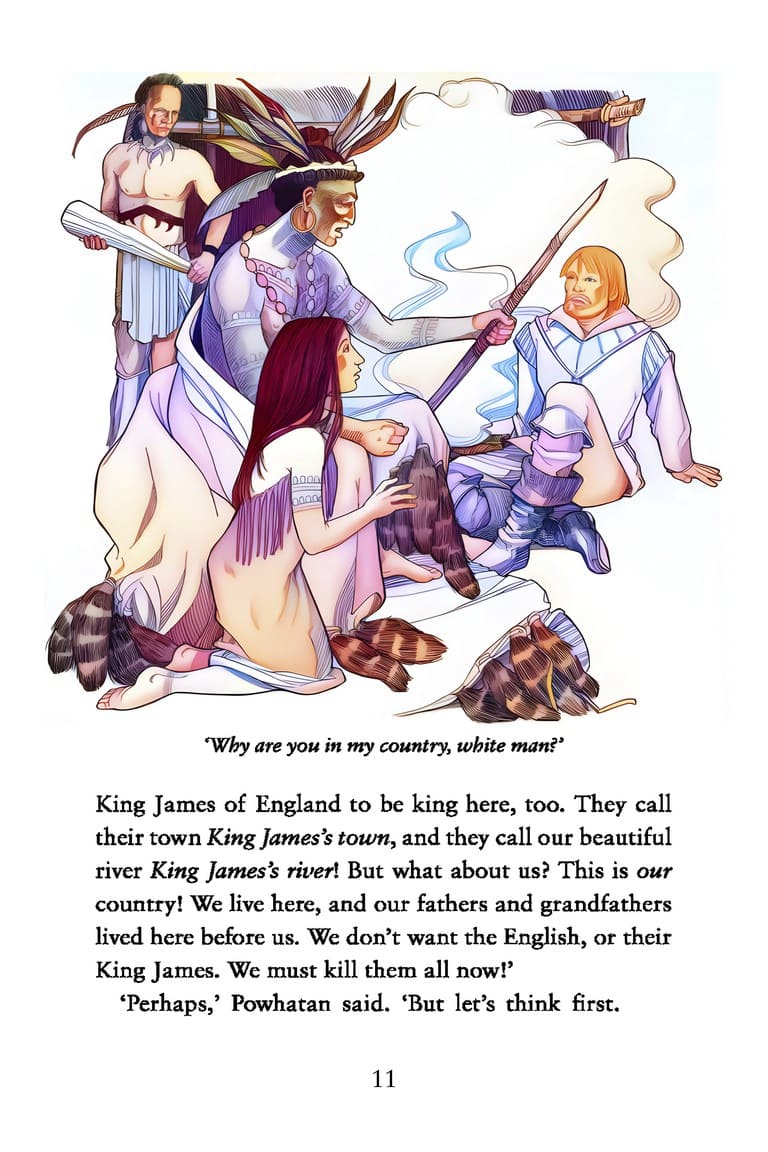 ‘Why are you in my country, white man?’
King James of England to be king here, too. They call
their town King James’s town, and they call our beautiful
river King James’s river! But what about us? This is our
country! We live here, and our fathers and grandfathers
lived here before us. We don’t want the English, or their
King James. We must kill them all now!’
‘Perhaps,’ Powhatan said. ‘But let’s think first.
11